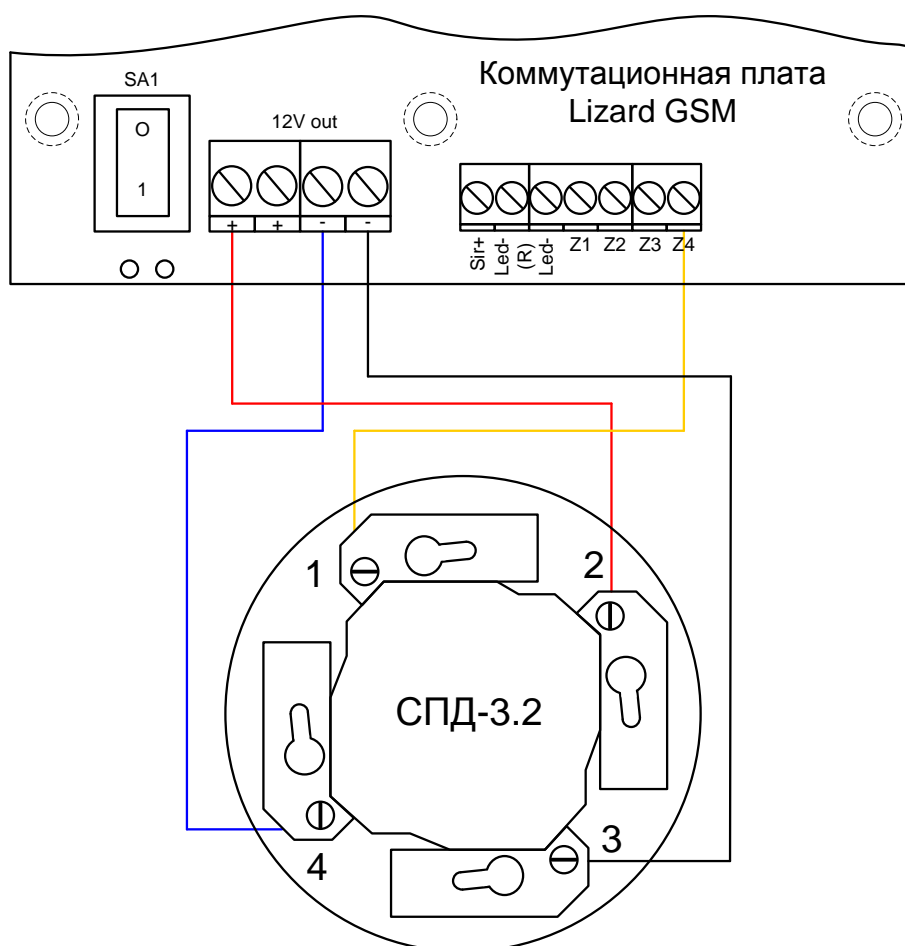 Коммутационная плата
Lizard GSM
SA1
O
1
12V out
+ + - -
Sir+ Led- (R) Led- Z1 Z2 Z3 Z4
1
2
СПД-3.2
3
4